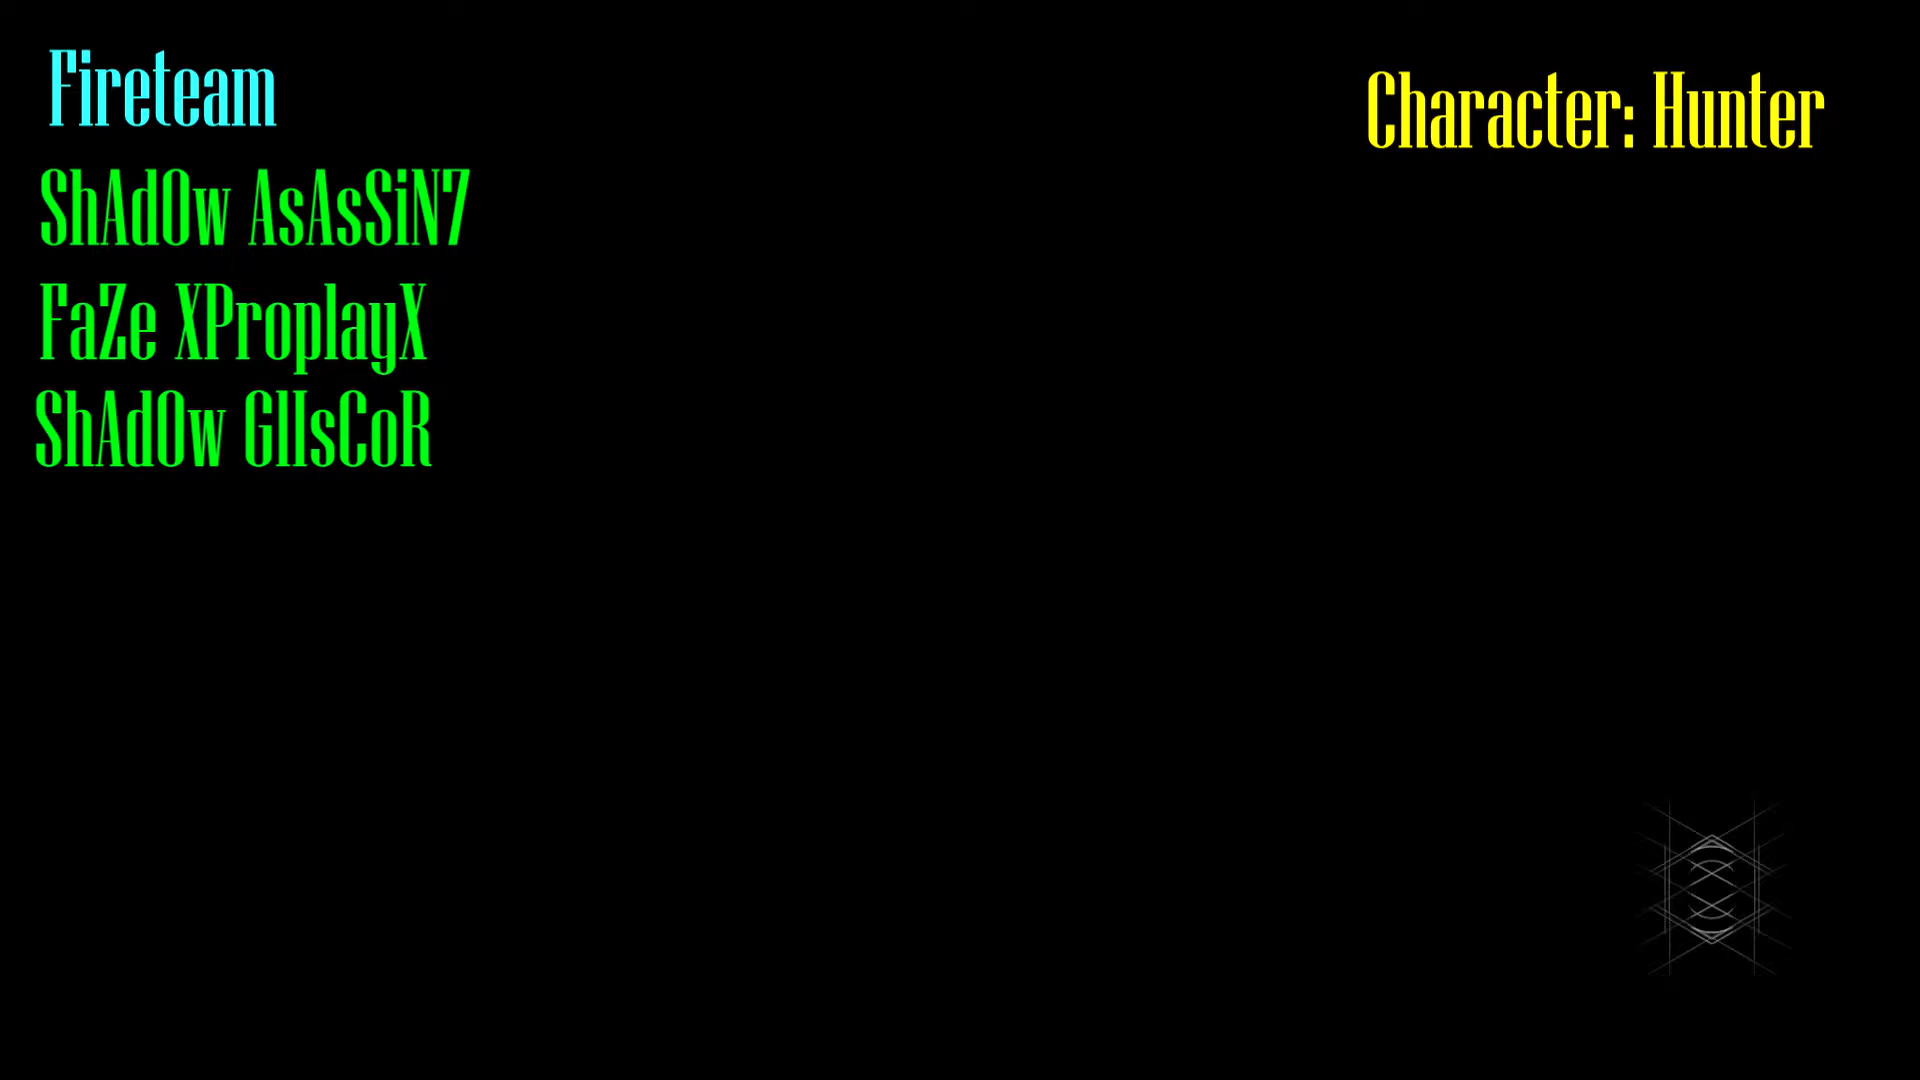 Fireteam
Character: Hunter
ShAdOw AsAsSiN7
FaZe XProplayX
ShAdOw GlIsCoR